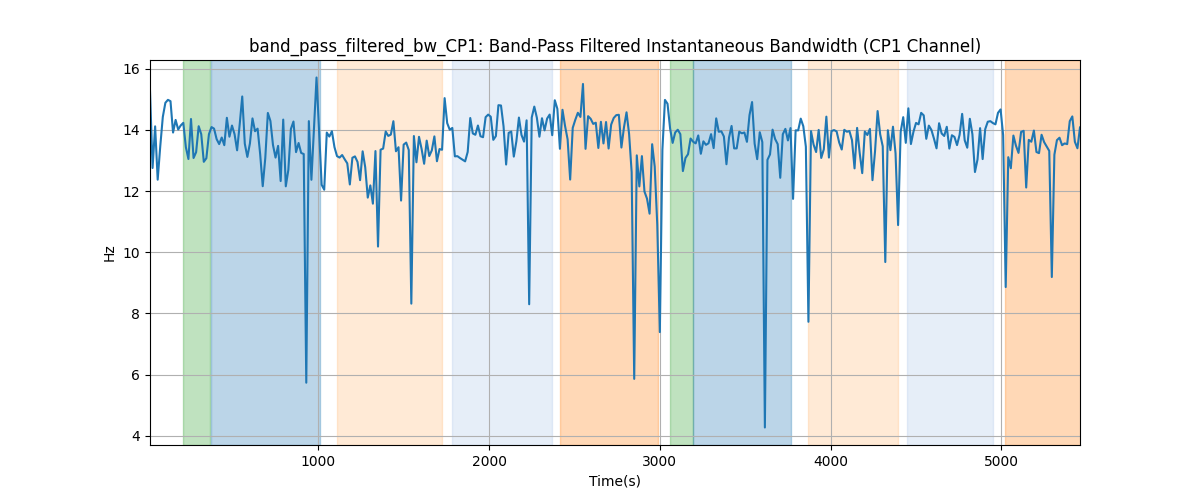 band_pass_filtered_bw_CP1: Band-Pass Filtered Instantaneous Bandwidth (CP1 Channel)
16
14
12
10
8
6
4
Hz
1000 2000 3000 4000 5000
Time(s)